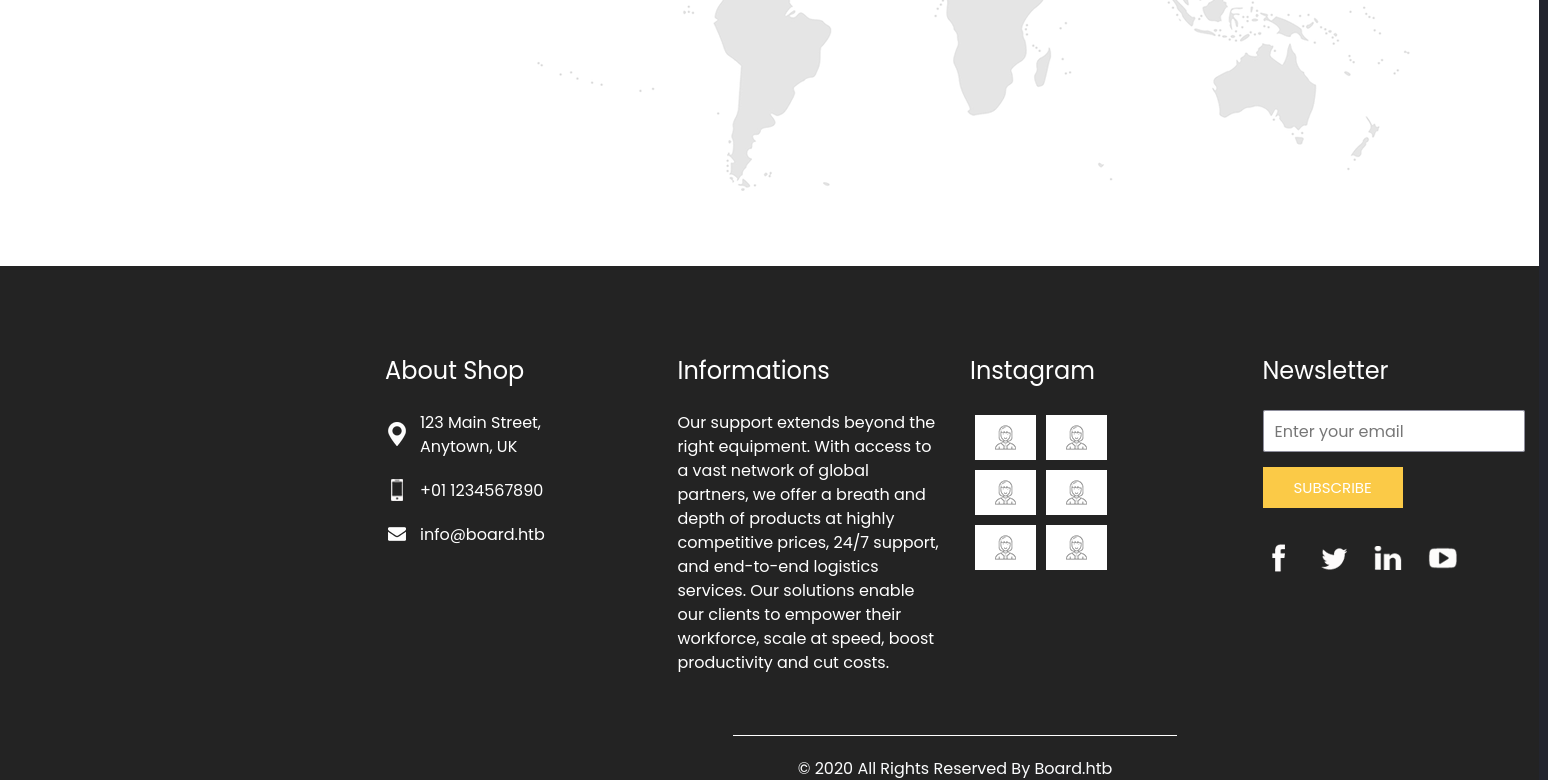 About Shop
123 Main Street,
Anytown, UK
+01 1234567890
info@board.htb
Informations
Our support extends beyond the
right equipment. With access to
a vast network of global
partners, we offer a breath and
depth of products at highly
competitive prices, 24/7 support,
and end-to-end logistics
services. Our solutions enable
our clients to empower their
workforce, scale at speed, boost
productivity and cut costs.
Instagram
Newsletter
Enter your email
SUBSCRIBE
© 2020 All Rights Reserved By Board.htb